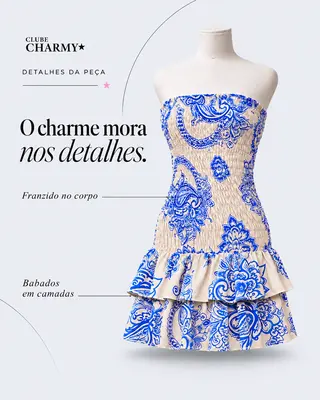 CLUBE
CHARMY★
DETALHES DA PEÇA
O charme mora
nos detalhes.
Franzido no corpo
Babados
em camadas